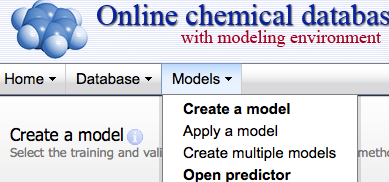 Online chemical databas
with modeling environment
Home Database Models
Create a model
Apply a model
Create multiple models
Open predictor
Create a model
Select the training and vali
metho